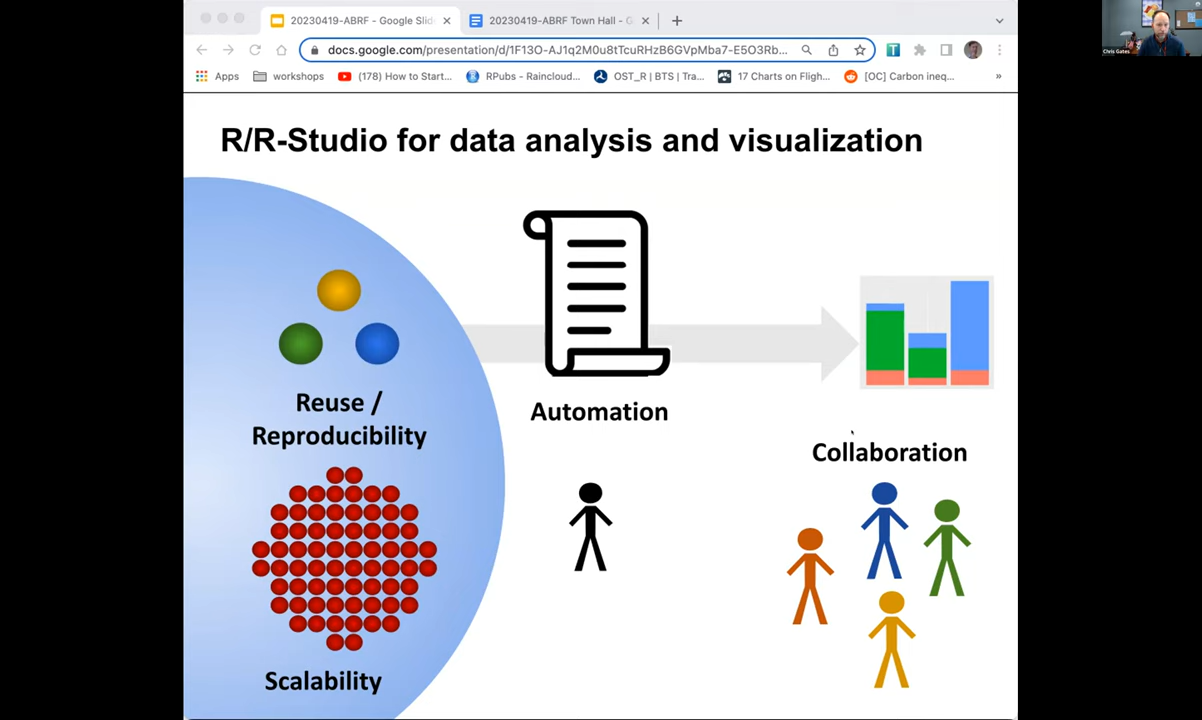 20230419-ABRF - Google Slid
20230419-ABRF Town Hall - G
docs.google.com/presentation/d/1F13O-AJ1q2M0u8tTcuRHzB6GVpMba7-E5O3Rb...
Apps
workshops
(178) How to Start...
RPubs - Raincloud...
OST_R | BTS | Tra...
17 Charts on Fligh...
[OC] Carbon ineq...
»
Chris Gates
R/R-Studio for data analysis and visualization
Reuse /
Reproducibility
Automation
Collaboration
Scalability